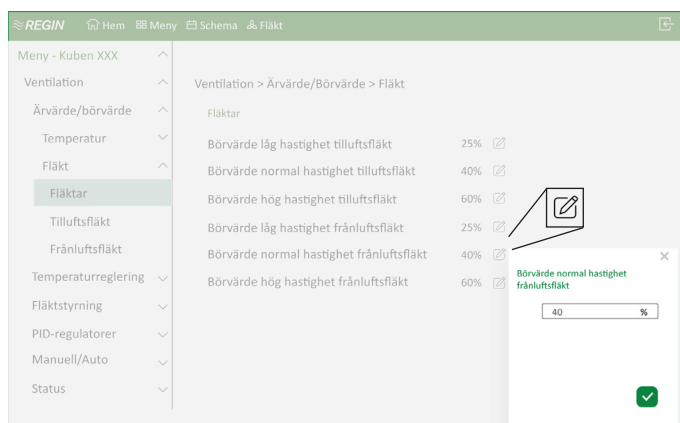 REGIN Hem Meny Schema Fläkt
Meny - Kuben XXX
Ventilation
Ärvärde/börvärde
Temperatur
Fläkt
Fläktar
Tilluftsfläkt
Frånluftsfläkt
Temperaturreglering
Fläktstyrning
PID-regulatorer
Manuell/Auto
Status
Ventilation > Ärvärde/Börvärde > Fläkt
Fläktar
Börvärde låg hastighet tilluftsfläkt 25%
Börvärde normal hastighet tilluftsfläkt 40%
Börvärde hög hastighet tilluftsfläkt 60%
Börvärde låg hastighet frånluftsfläkt 25%
Börvärde normal hastighet frånluftsfläkt 40%
Börvärde hög hastighet frånluftsfläkt 60%
Börvärde normal hastighet
frånluftsfläkt
40 %